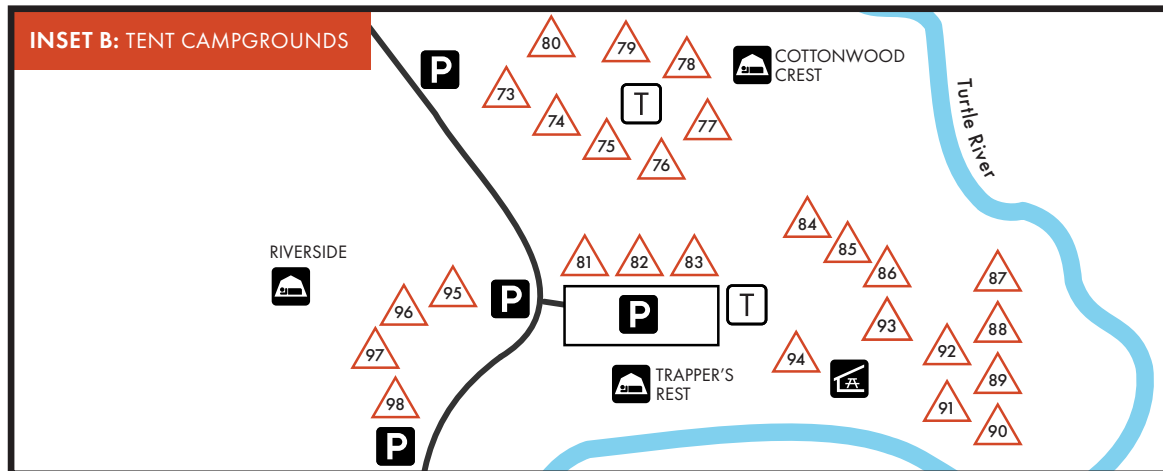 INSET B: TENT CAMPGROUNDS
80
79
78
COTTONWOOD
CREST
P
73
T
74
77
75
76
Turtle River
84
85
RIVERSIDE
81
82
83
86
87
95
P
96
P
T
93
88
97
94
92
TRAPPER'S
REST
89
98
91
90
P